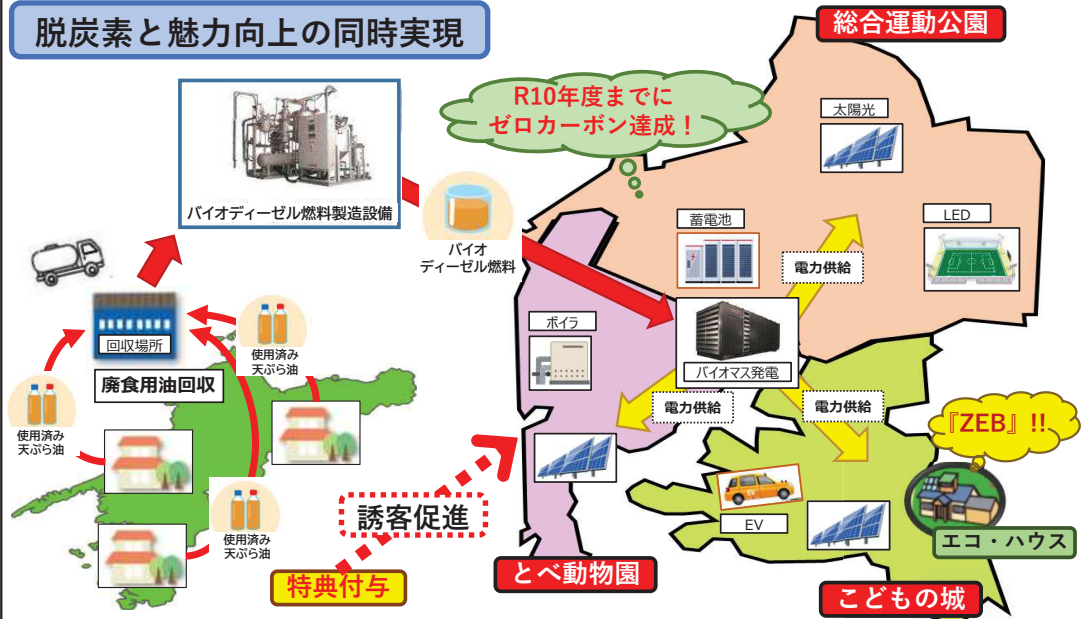 脱炭素と魅力向上の同時実現
総合運動公園
R10年度までに
ゼロカーボン達成！
太陽光
バイオディーゼル燃料製造設備
バイオ
ディーゼル燃料
蓄電池
LED
電力供給
回収場所
使用済み
天ぷら油
ボイラ
バイオマス発電
廃食用油回収
使用済み
天ぷら油
電力供給
電力供給
『ZEB』!!
使用済み
天ぷら油
誘客促進
EV
EV
エコ・ハウス
特典付与
とべ動物園
こどもの城